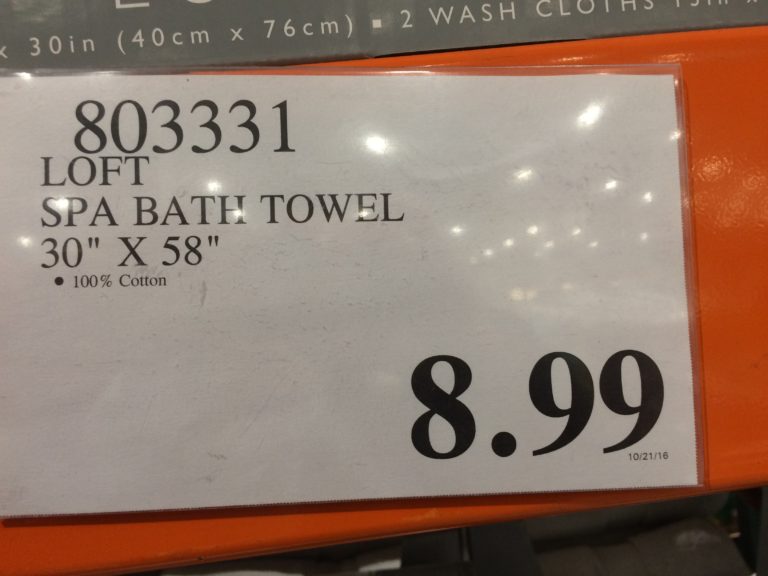 x 30in (40cm x 76cm) ▪ 2 WASH CLOTHS 13in x
803331
LOFT
SPA BATH TOWEL
30" X 58"
• 100% Cotton
8.99
10/21/16